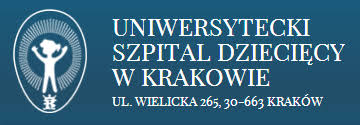 UNIWERSYTECKI
SZPITAL DZIECIĘCY
W KRAKOWIE
UL. WIELICKA 265, 30-663 KRAKÓW